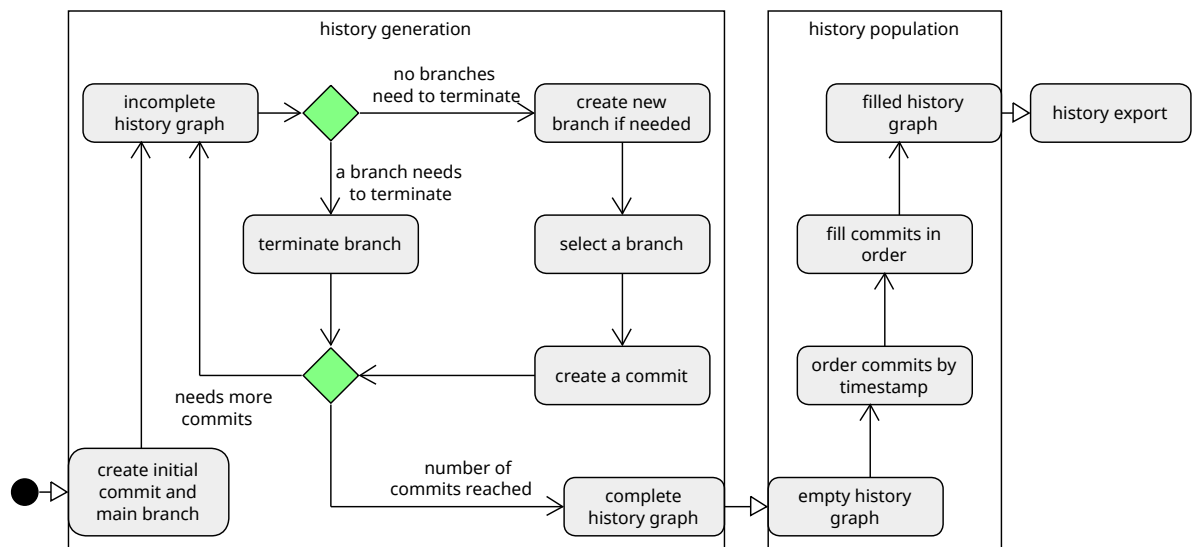 history generation
history population
no branches
need to terminate
incomplete
history graph
create new
branch if needed
filled history
graph
history export
a branch needs
to terminate
terminate branch
select a branch
fill commits in
order
create a commit
order commits by
timestamp
needs more
commits
create initial
commit and
main branch
number of
commits reached
complete
history graph
empty history
graph